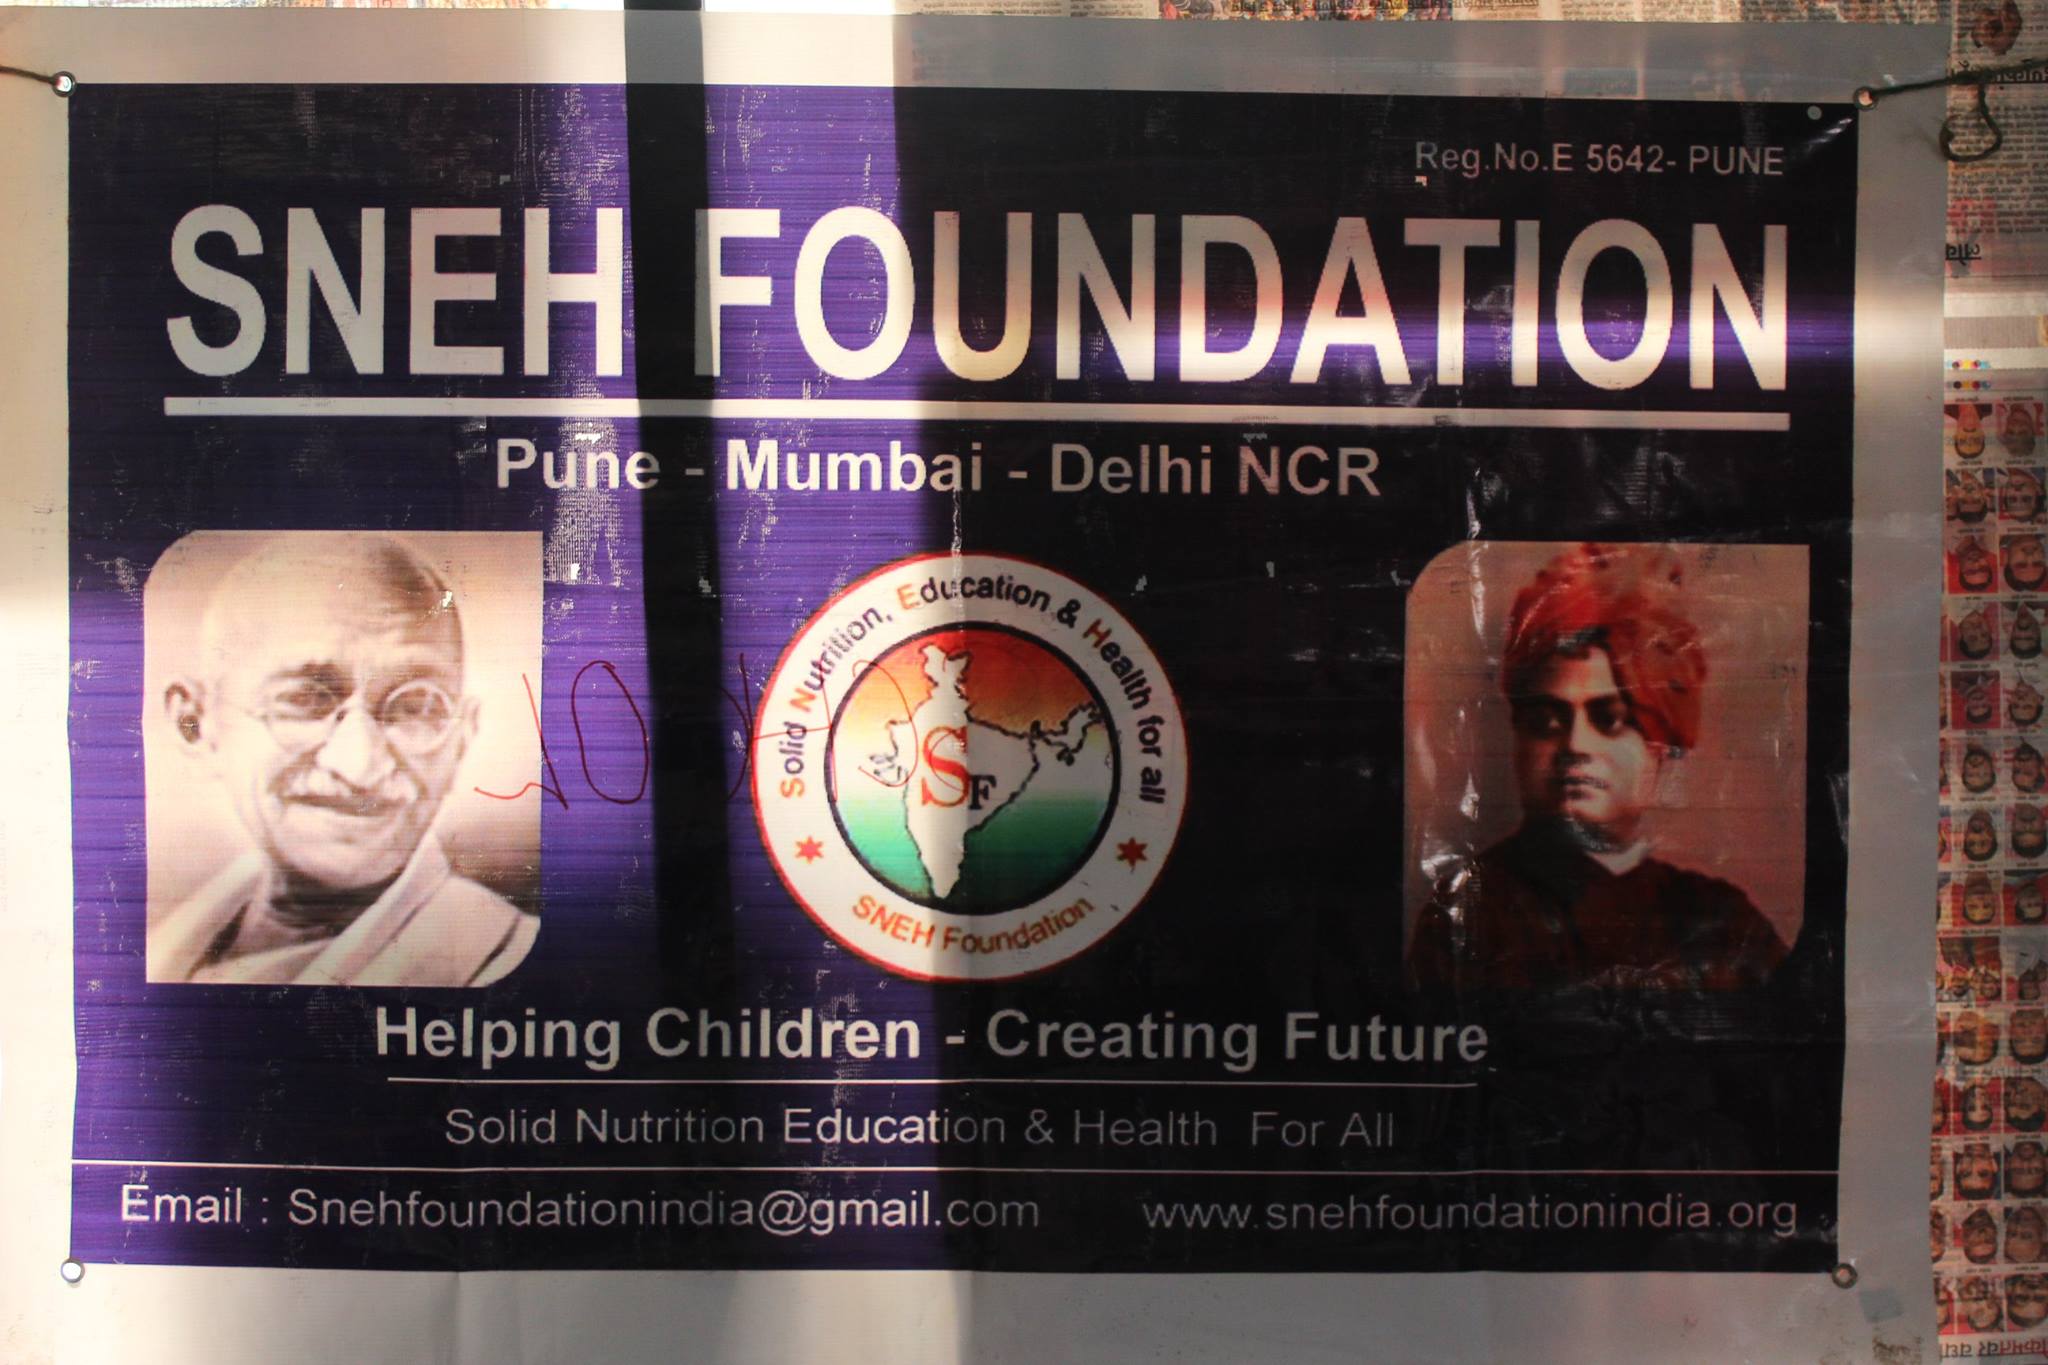 Reg.No.E 5642- PUNE
SNEH FOUNDATION
Pune - Mumbai - Delhi NCR
Solid Nutrition, Education & Health for all
SF
SNEH Foundation
Helping Children - Creating Future
Solid Nutrition Education & Health For All
Email : Snehfoundationindia@gmail.com
www.snehfoundationindia.org